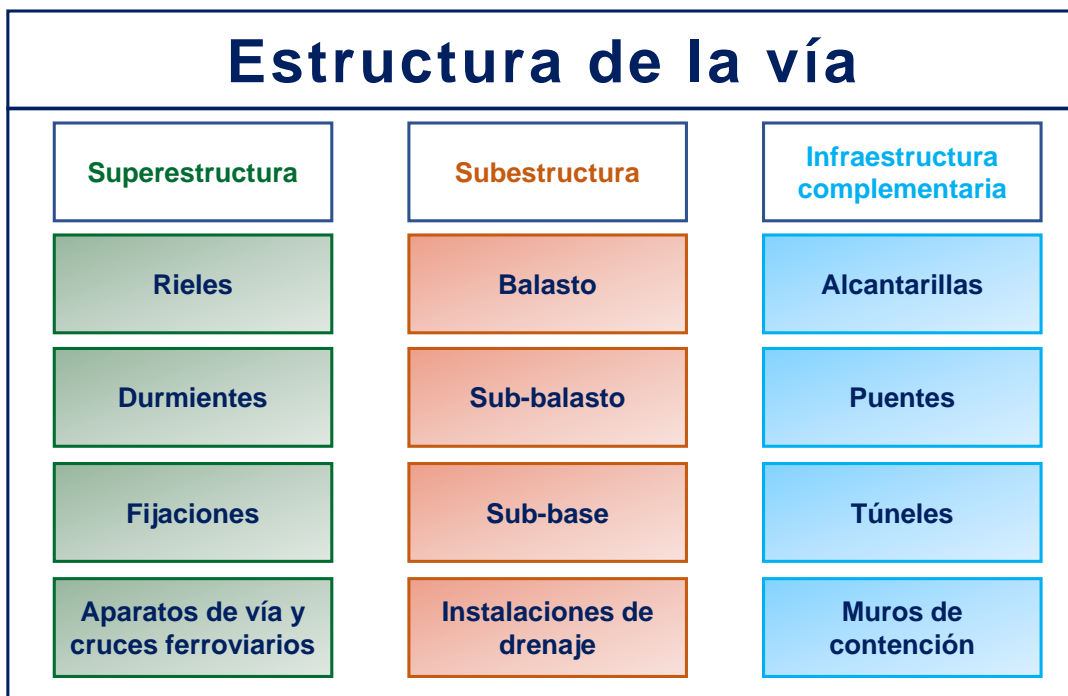 Estructura de la vía
Superestructura
Subestructura
Infraestructura
complementaria
Rieles
Balasto
Alcantarillas
Durmientes
Sub-balasto
Puentes
Fijaciones
Sub-base
Túneles
Aparatos de vía y
cruces ferroviarios
Instalaciones de
drenaje
Muros de
contención